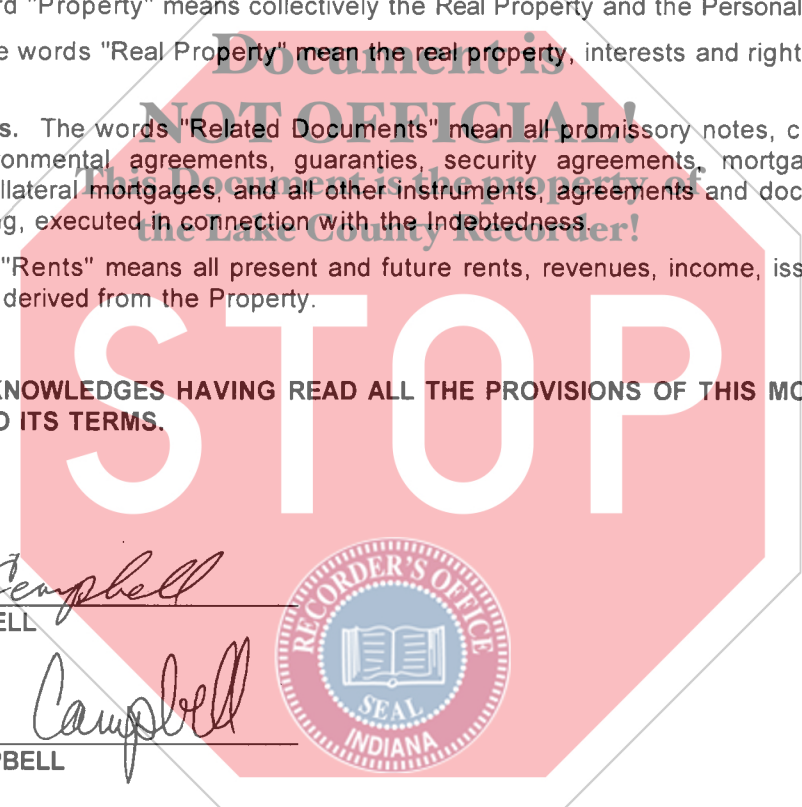 rd "Property" means collectively the Real Property and the Personal
e words "Real Property" mean the real property, interests and right
Document is
NOT OFFICIAL!
s. The words "Related Documents" mean all promissory notes, c
onmental agreements, guaranties, security agreements, mortga
This Document is the property of
llateral mortgages, and all other instruments, agreements and doc
the Lake County Recorder!
g, executed in connection with the Indebtedness.
"Rents" means all present and future rents, revenues, income, iss
derived from the Property.
STOP
KNOWLEDGES HAVING READ ALL THE PROVISIONS OF THIS MO
O ITS TERMS.
Campbell
ELL
Campbell
PBELL
RECORDER'S OFFICE
SEAL
INDIANA